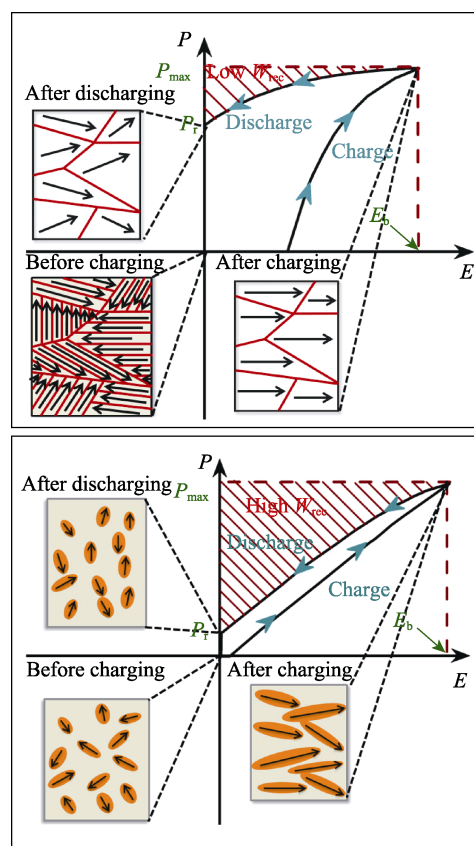 P
Pmax
Low Wrec
After discharging
Pr
Discharge
Charge
Eb
Before charging
After charging
E
P
After discharging
Pmax
High Wrec
Discharge
Charge
Pr
Eb
Before charging
After charging
E